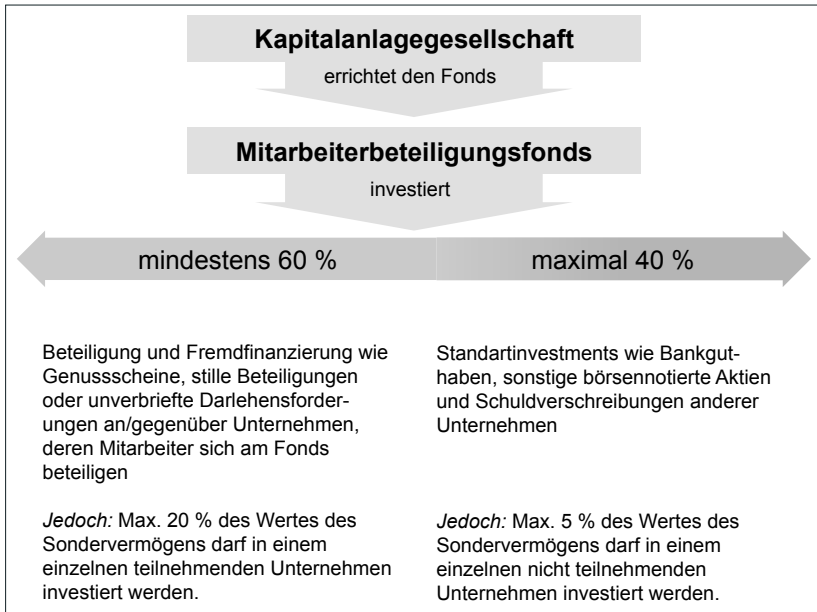 Kapitalanlagegesellschaft
errichtet den Fonds
Mitarbeiterbeteiligungsfonds
investiert
mindestens 60 %
maximal 40 %
Beteiligung und Fremdfinanzierung wie
Genussscheine, stille Beteiligungen
oder unverbriefte Darlehensforder-
ungen an/gegenüber Unternehmen,
deren Mitarbeiter sich am Fonds
beteiligen
Jedoch: Max. 20 % des Wertes des
Sondervermögens darf in einem
einzelnen teilnehmenden Unternehmen
investiert werden.
Standartinvestments wie Bankgut-
haben, sonstige börsennotierte Aktien
und Schuldverschreibungen anderer
Unternehmen
Jedoch: Max. 5 % des Wertes des
Sondervermögens darf in einem
einzelnen nicht teilnehmenden
Unternehmen investiert werden.